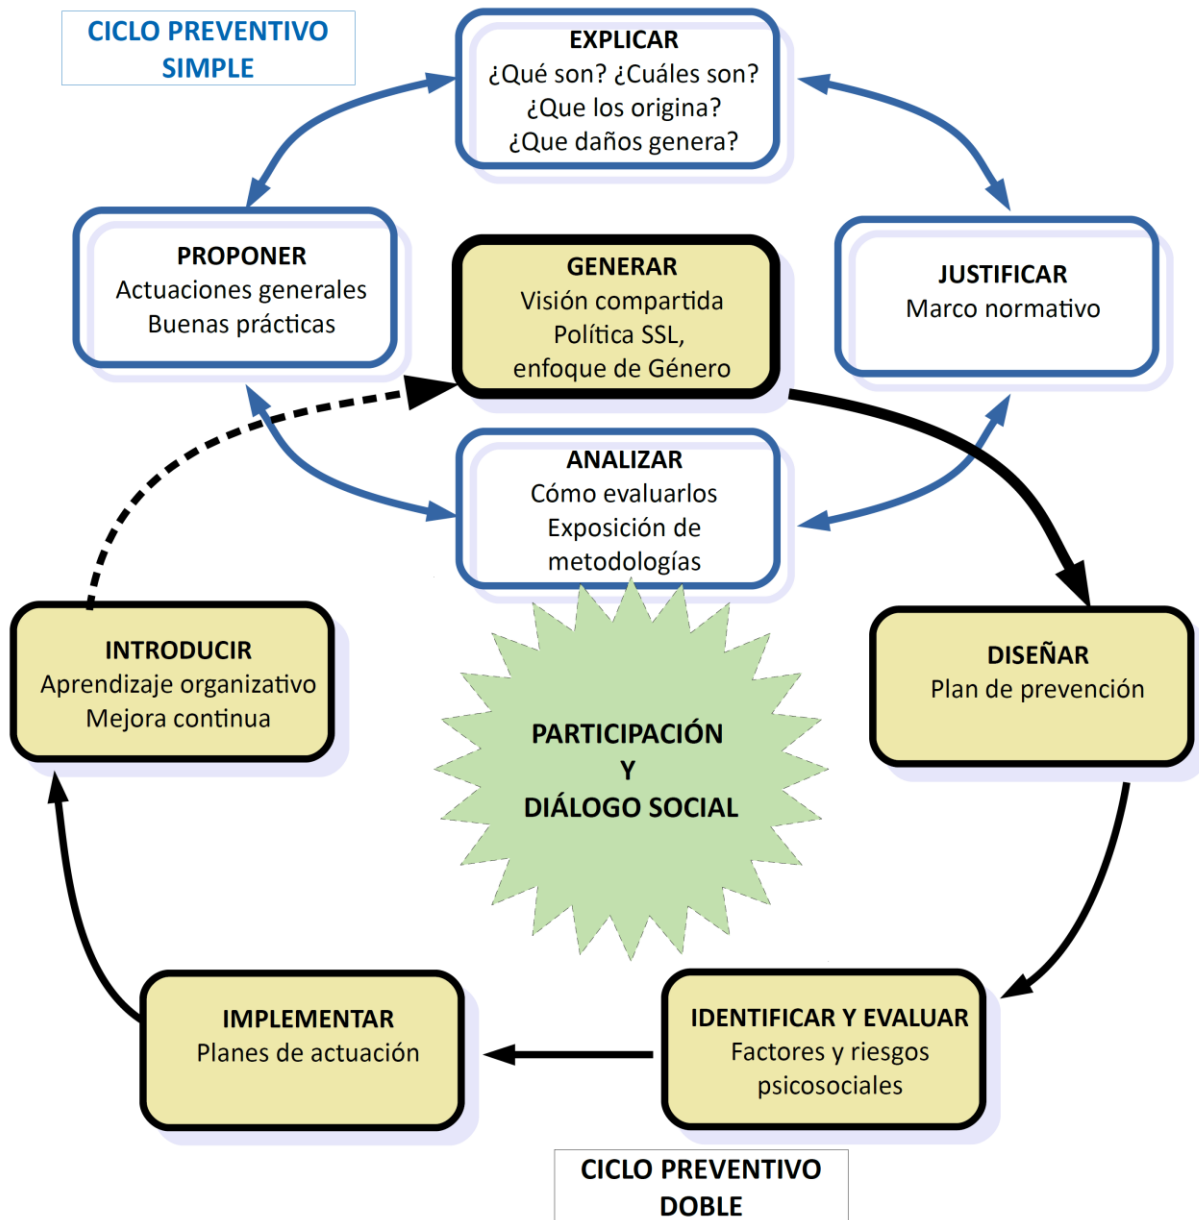 CICLO PREVENTIVO
SIMPLE
EXPLICAR
¿Qué son? ¿Cuáles son?
¿Que los origina?
¿Que daños genera?
PROPONER
Actuaciones generales
Buenas prácticas
GENERAR
Visión compartida
Política SSL,
enfoque de Género
JUSTIFICAR
Marco normativo
ANALIZAR
Cómo evaluarlos
Exposición de
metodologías
INTRODUCIR
Aprendizaje organizativo
Mejora continua
DISEÑAR
Plan de prevención
PARTICIPACIÓN
Y
DIÁLOGO SOCIAL
IMPLEMENTAR
Planes de actuación
IDENTIFICAR Y EVALUAR
Factores y riesgos
psicosociales
CICLO PREVENTIVO
DOBLE